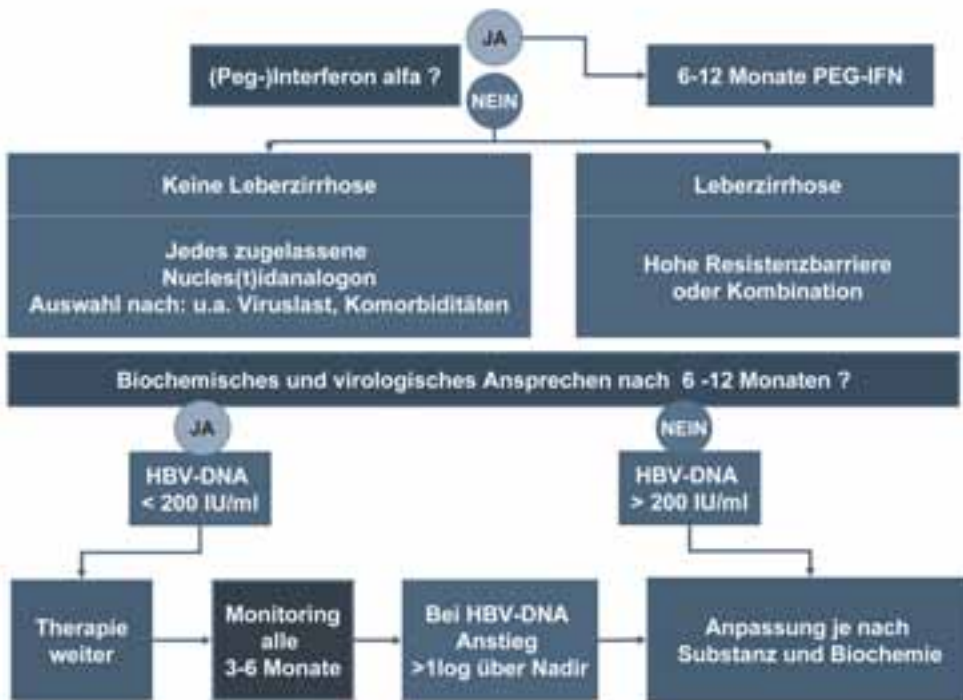 JA
(Peg-)Interferon alfa ?
6-12 Monate PEG-IFN
NEIN
Keine Leberzirrhose
Jedes zugelassene
Nucles(t)idanalogon
Auswahl nach: u.a. Viruslast, Komorbiditäten
Leberzirrhose
Hohe Resistenzbarriere
oder Kombination
Biochemisches und virologisches Ansprechen nach 6 -12 Monaten ?
JA
HBV-DNA
< 200 IU/ml
NEIN
HBV-DNA
> 200 IU/ml
Therapie
weiter
Monitoring
alle
3-6 Monate
Bei HBV-DNA
Anstieg
>1log über Nadir
Anpassung je nach
Substanz und Biochemie